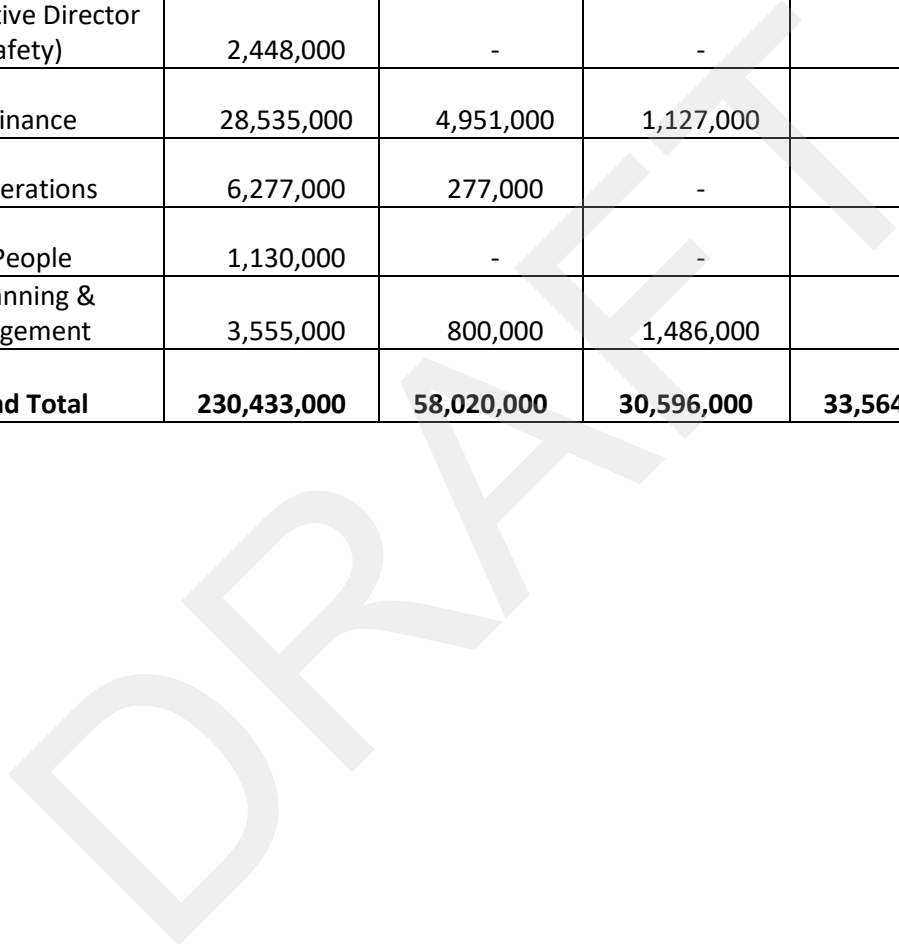 tive Director
afety) 2,448,000 - -
inance 28,535,000 4,951,000 1,127,000
erations 6,277,000 277,000 -
People 1,130,000 - -
nning &
gement 3,555,000 800,000 1,486,000
d Total 230,433,000 58,020,000 30,596,000 33,564
DRAFT